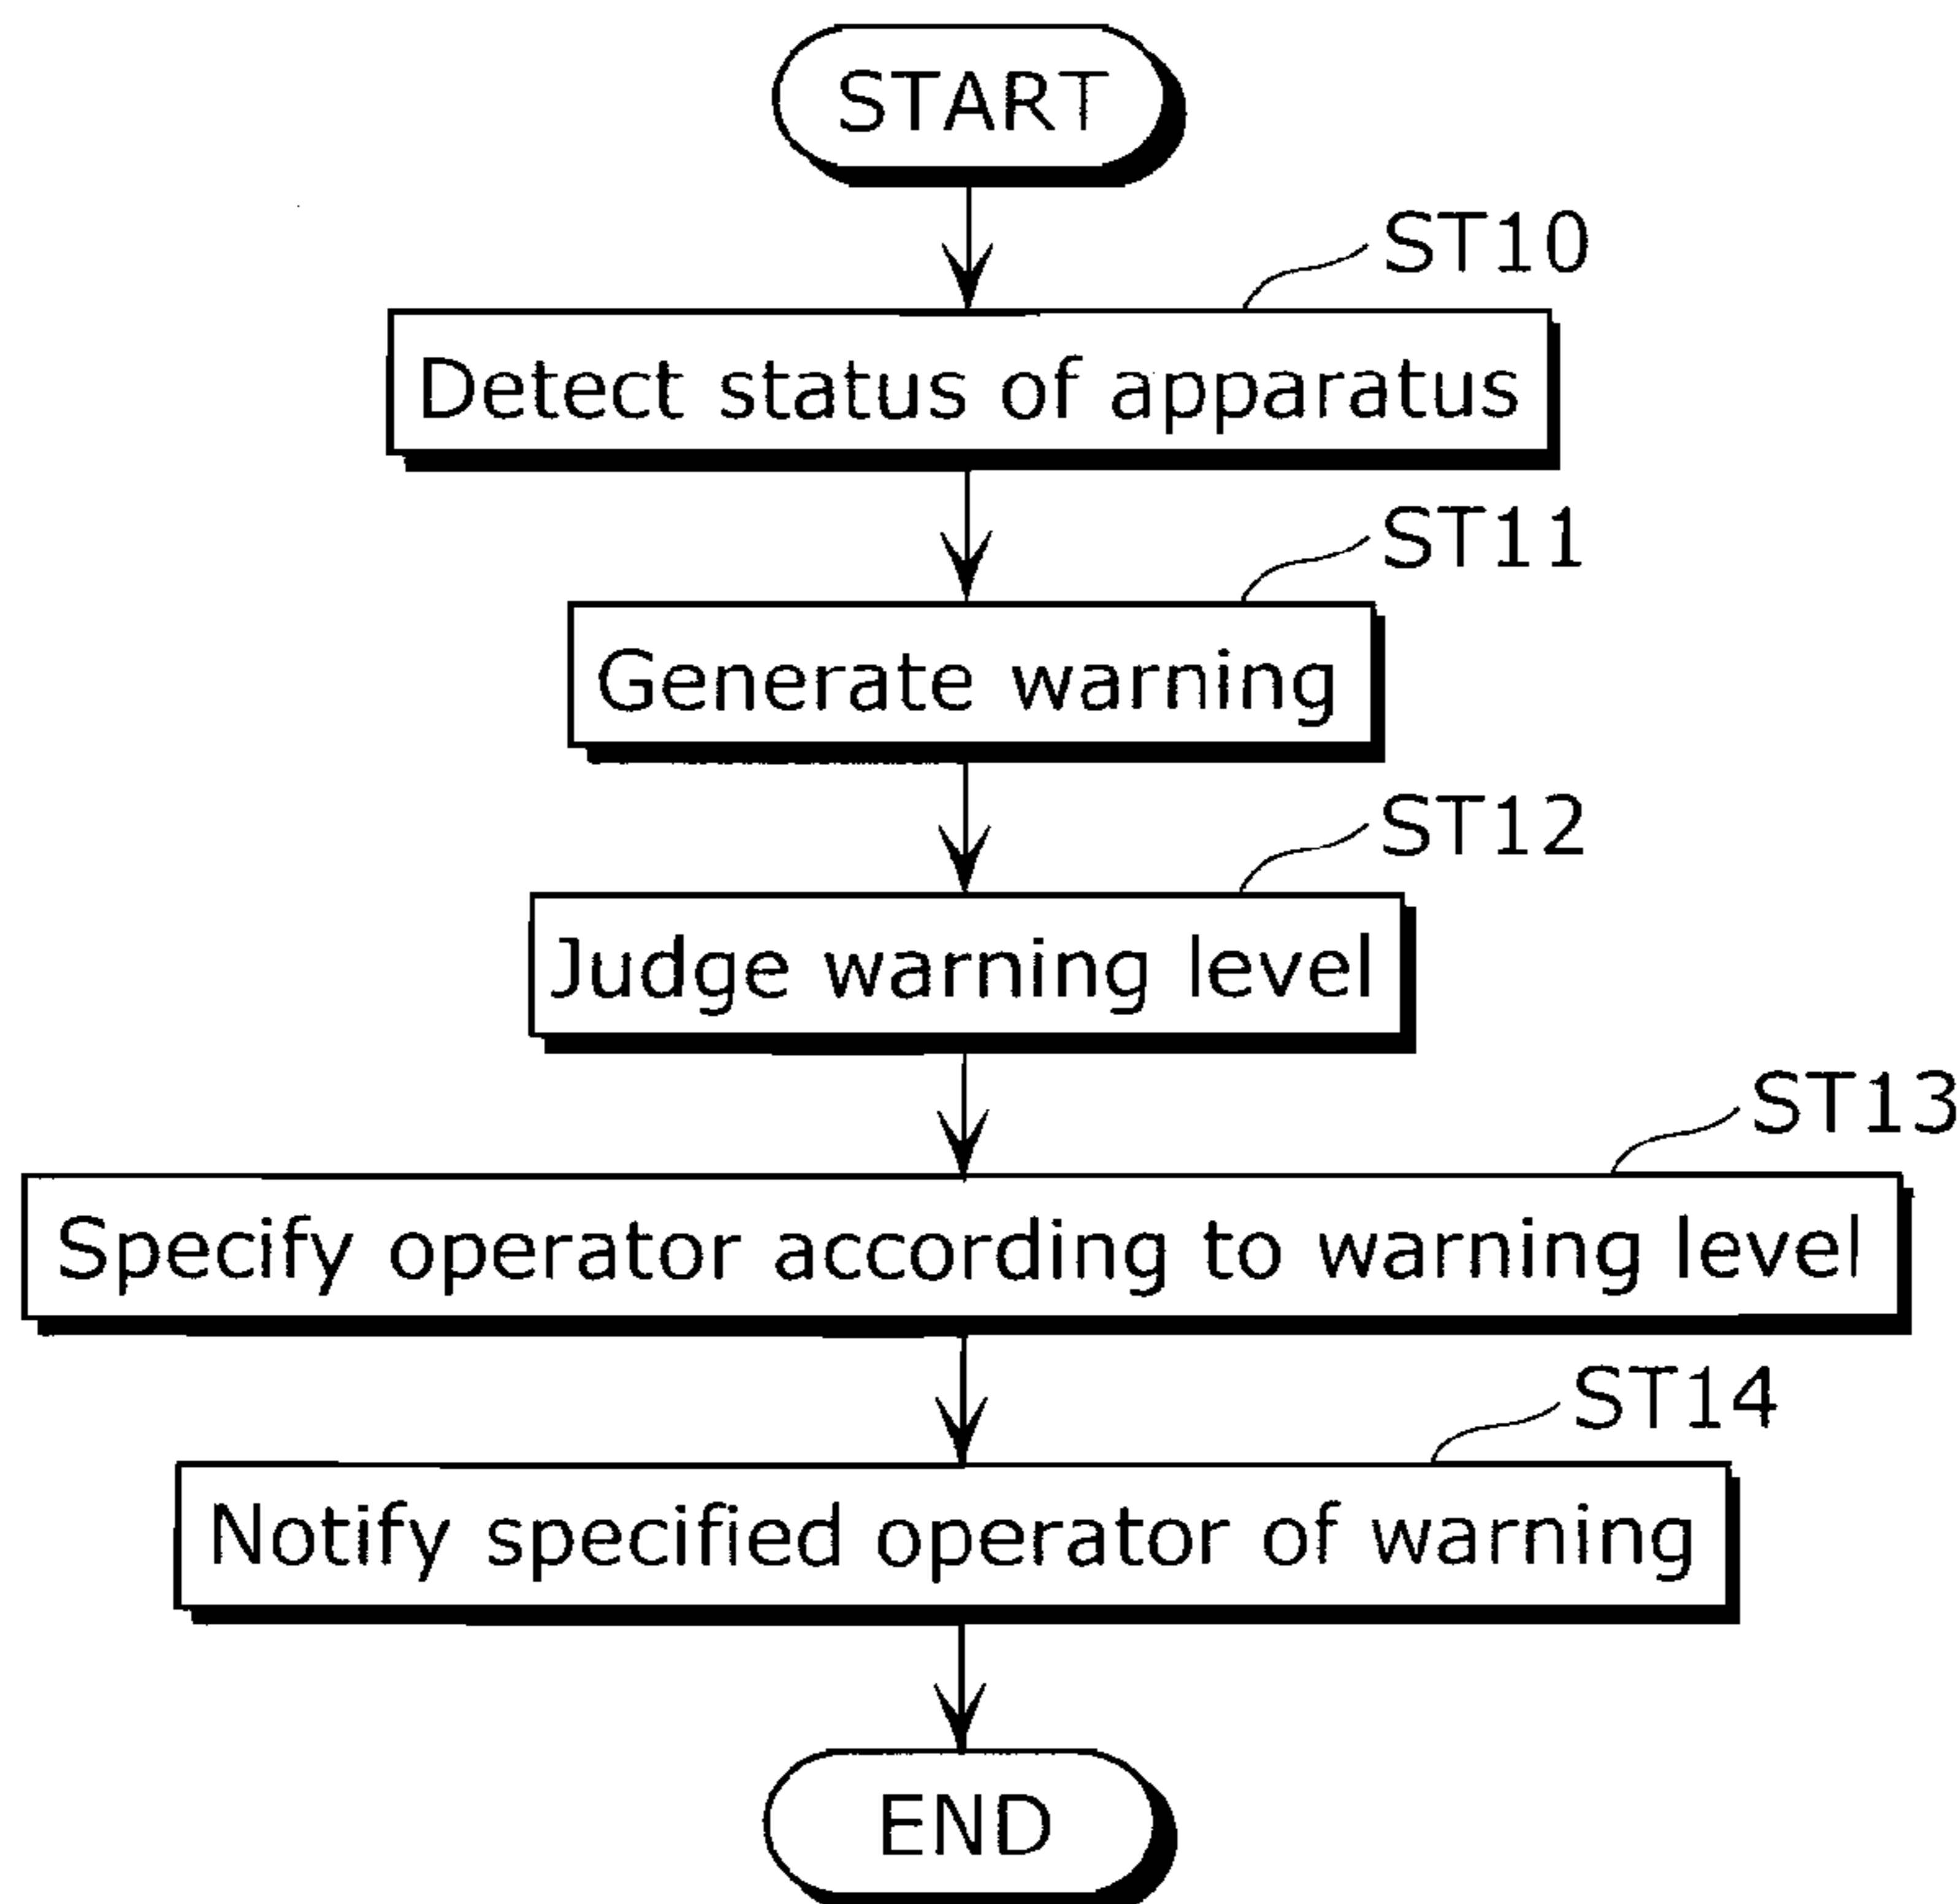 START
ST10
Detect status of apparatus
ST11
Generate warning
ST12
Judge warning level
ST13
Specify operator according to warning level
ST14
Notify specified operator of warning
END